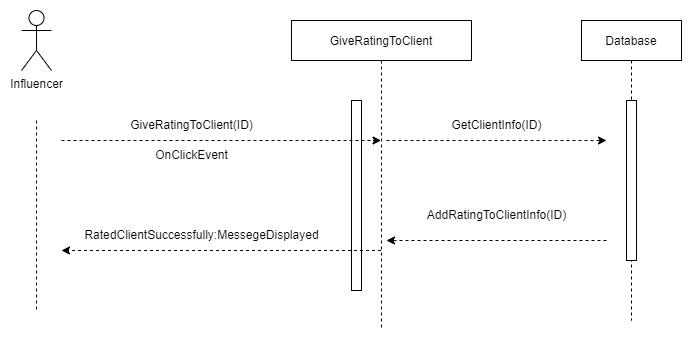 GiveRatingToClient
Database
Influencer
GiveRatingToClient(ID)
GetClientInfo(ID)
OnClickEvent
AddRatingToClientInfo(ID)
RatedClientSuccessfully:MessegeDisplayed